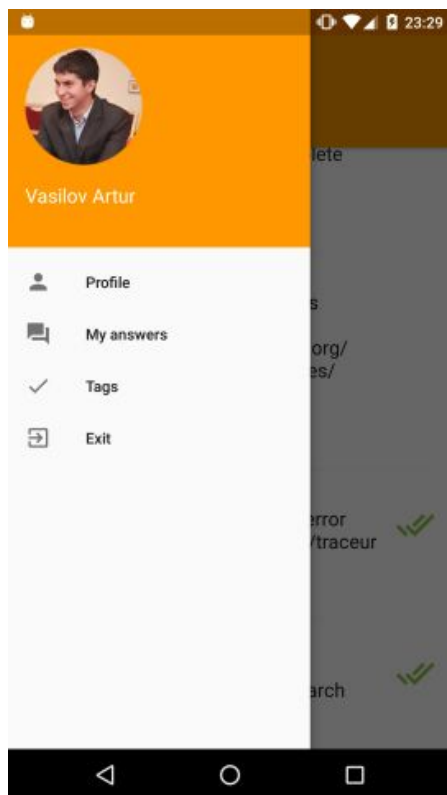 23:29
lete
Vasilov Artur
Profile
s
My answers
org/
es/
Tags
Exit
error
/traceur
arch